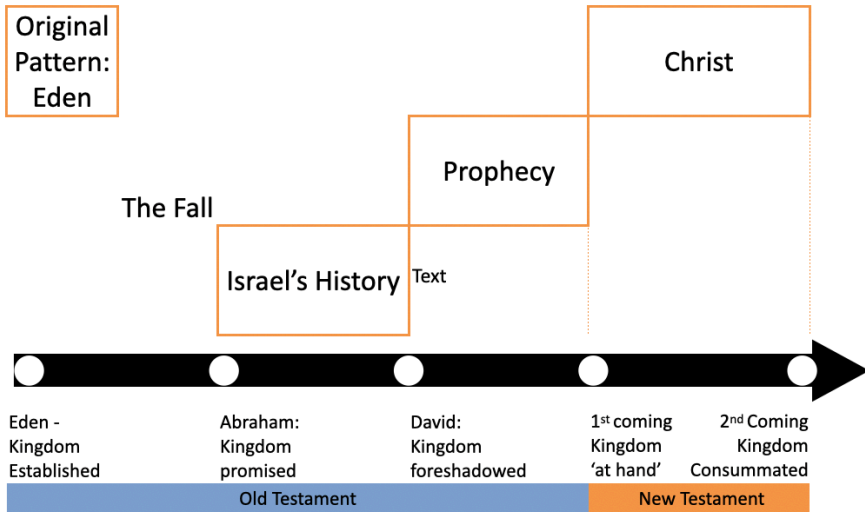 Original
Pattern:
Eden
Christ
Prophecy
The Fall
Israel’s History
Text
Eden -
Kingdom
Established
Abraham:
Kingdom
promised
David:
Kingdom
foreshadowed
1st coming
Kingdom
‘at hand’
2nd Coming
Kingdom
Consummated
Old Testament
New Testament